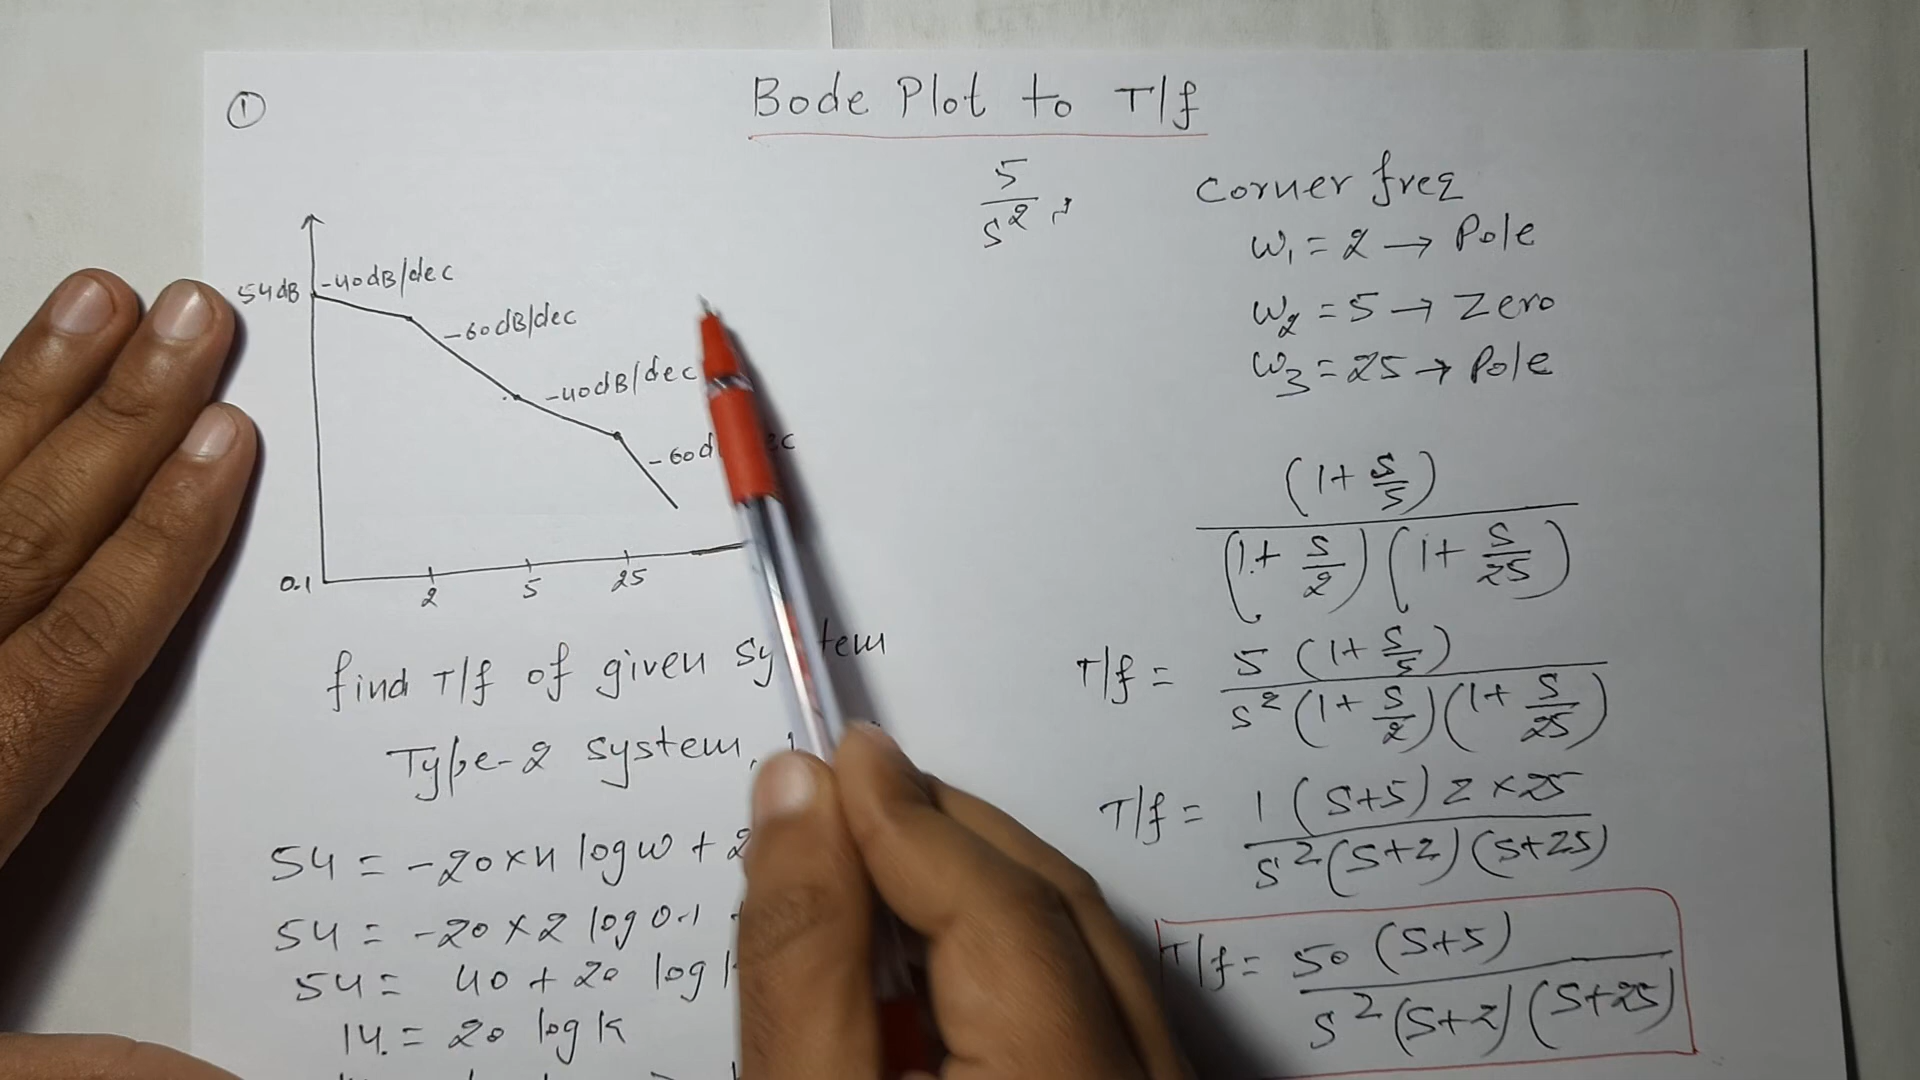 ①
Bode Plot to T/f
5/s²,
Corner freq
ω₁ = 2 → Pole
ω₂ = 5 → Zero
ω₃ = 25 → Pole
54dB
-40dB/dec
-60dB/dec
-40dB/dec
-60d
0.1
2
5
25
(1+ s/5) / (1+ s/2)(1+ s/25)
find T/f of given system
Type-2 system,
54 = -20×n log ω + 2
54 = -20×2 log 0.1
54 = 40 + 20 log
14. = 20 log K
T/f = 5(1+ s/5) / s²(1+ s/2)(1+ s/25)
T/f = 1(s+5)2×25 / s²(s+2)(s+25)
T/f = 50(s+5) / s²(s+2)(s+25)